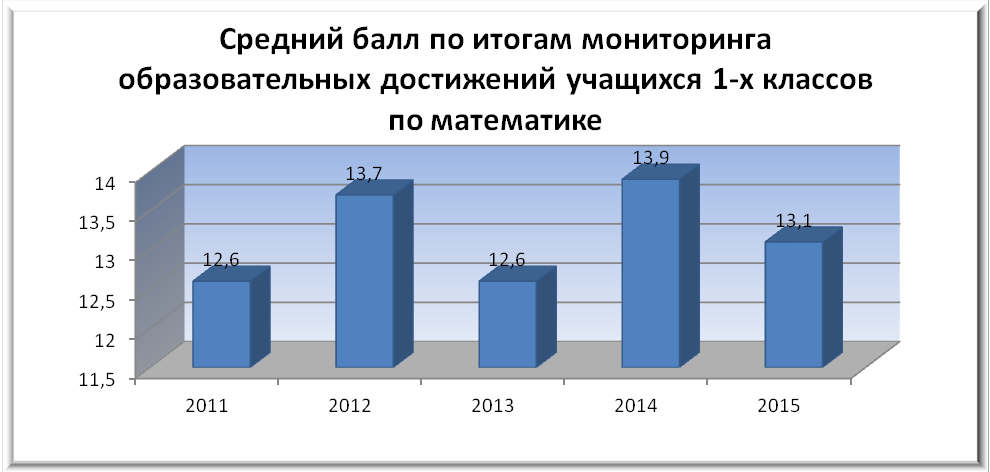 Средний балл по итогам мониторинга
образовательных достижений учащихся 1-х классов
по математике
14
13,5
13
12,5
12
11,5
12,6
13,7
12,6
13,9
13,1
2011 2012 2013 2014 2015